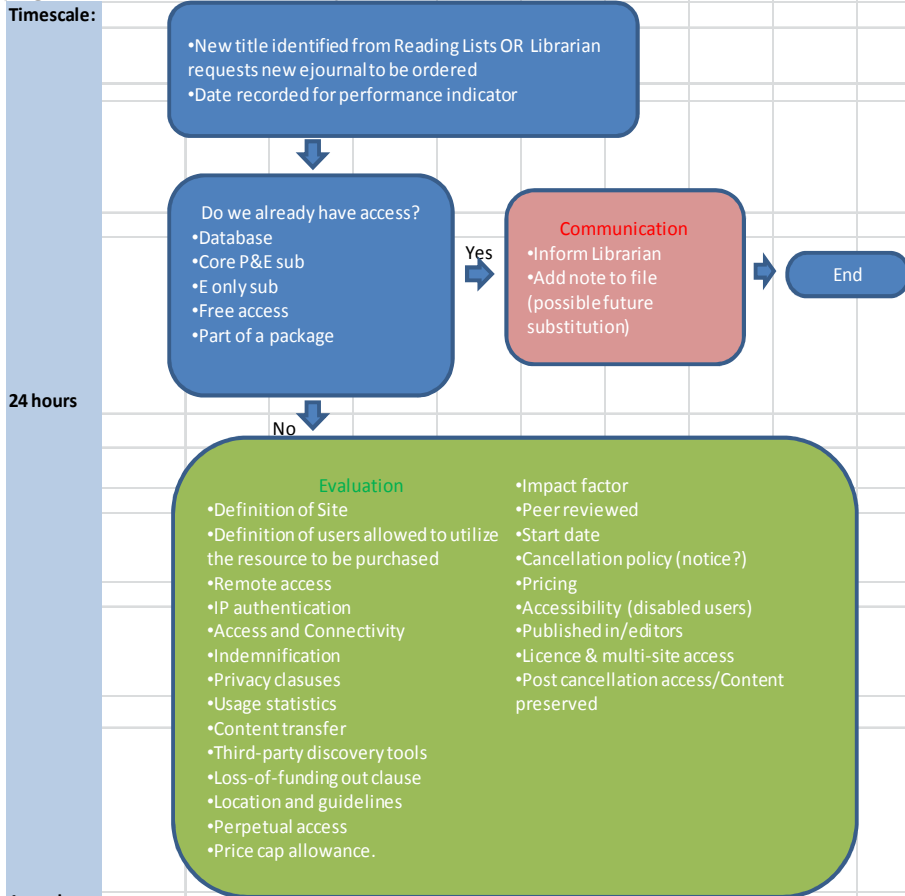 Timescale:
•New title identified from Reading Lists OR Librarian
requests new ejournal to be ordered
•Date recorded for performance indicator
Do we already have access?
•Database
•Core P&E sub
•E only sub
•Free access
•Part of a package
Yes
Communication
•Inform Librarian
•Add note to file
(possible future
substitution)
End
24 hours
No
Evaluation
•Definition of Site
•Definition of users allowed to utilize
the resource to be purchased
•Remote access
•IP authentication
•Access and Connectivity
•Indemnification
•Privacy clasuses
•Usage statistics
•Content transfer
•Third-party discovery tools
•Loss-of-funding out clause
•Location and guidelines
•Perpetual access
•Price cap allowance.
•Impact factor
•Peer reviewed
•Start date
•Cancellation policy (notice?)
•Pricing
•Accessibility (disabled users)
•Published in/editors
•Licence & multi-site access
•Post cancellation access/Content
preserved